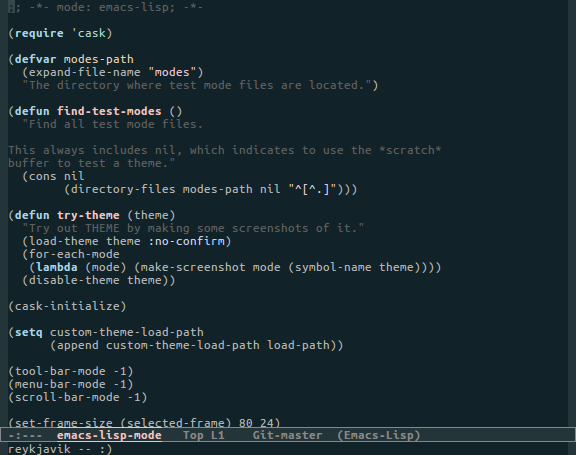 ;; -*- mode: emacs-lisp; -*-

(require 'cask)

(defvar modes-path
  (expand-file-name "modes")
  "The directory where test mode files are located.")

(defun find-test-modes ()
  "Find all test mode files.

This always includes nil, which indicates to use the *scratch*
buffer to test a theme."
  (cons nil
        (directory-files modes-path nil "^[^.]")))

(defun try-theme (theme)
  "Try out THEME by making some screenshots of it."
  (load-theme theme :no-confirm)
  (for-each-mode
   (lambda (mode) (make-screenshot mode (symbol-name theme))))
  (disable-theme theme))

(cask-initialize)

(setq custom-theme-load-path
      (append custom-theme-load-path load-path))

(tool-bar-mode -1)
(menu-bar-mode -1)
(scroll-bar-mode -1)

(set-frame-size (selected-frame) 80 24)
-:---  emacs-lisp-mode   Top L1    Git-master  (Emacs-Lisp)
reykjavik -- :)